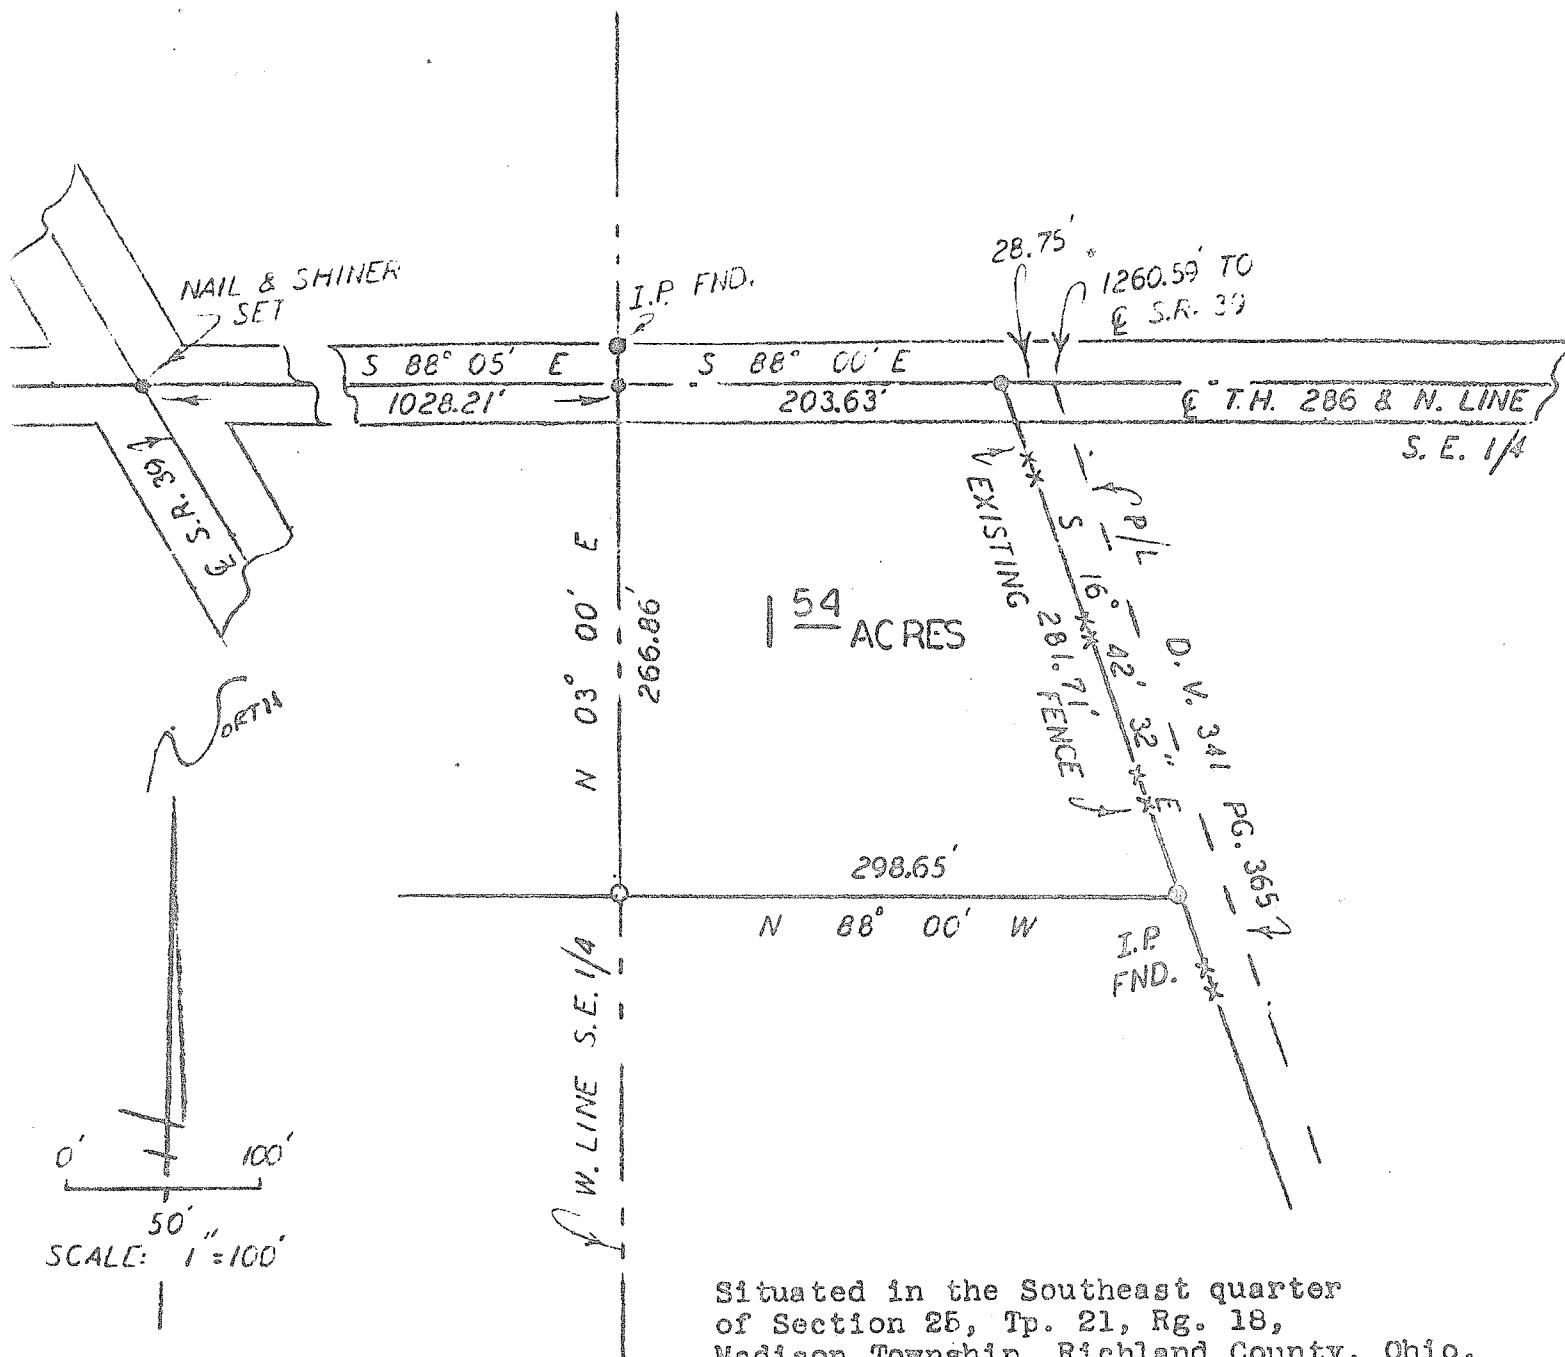 28.75'
1260.59' TO
℄ S.R. 39
NAIL & SHINER
SET
I.P. FND.
S 88° 05' E
S 88° 00' E
1028.21'
203.63'
℄ T.H. 286 & N. LINE
S. E. 1/4
℄ S.R. 39
EXISTING FENCE
S 16° 42' 32" E
281.71'
P/L
D. V. 341 PG. 365
N 03° 00' E
266.86'
1 54 ACRES
NORTH
298.65'
N 88° 00' W
I.P.
FND.
W. LINE S.E. 1/4
0' 100'
50'
SCALE: 1"=100'
Situated in the Southeast quarter
of Section 25, Tp. 21, Rg. 18,
Madison Township, Richland County, Ohio.